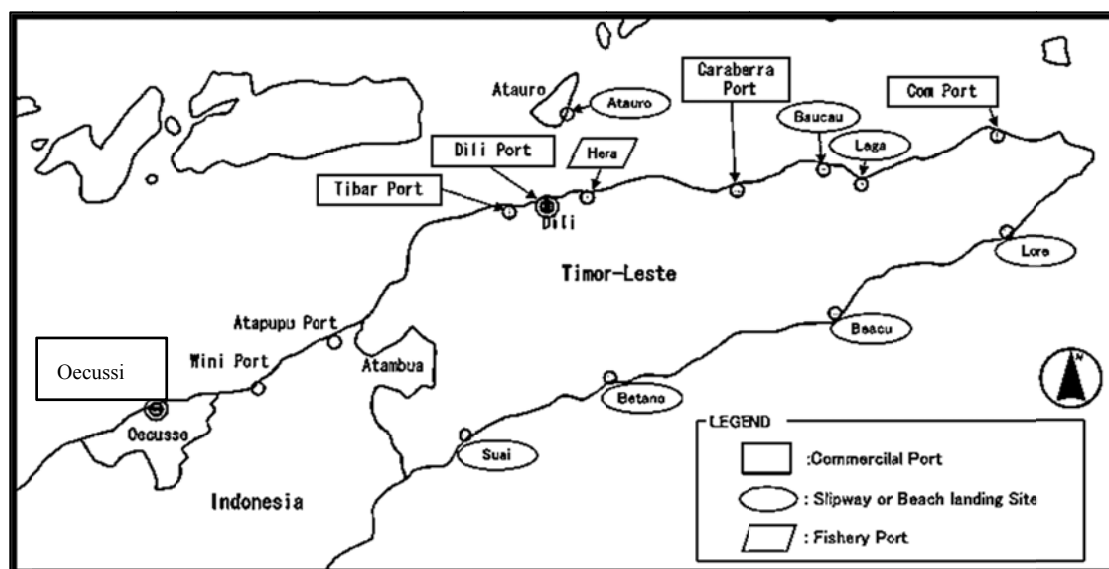 Caraberra
Port
Com Port
Atauro
Atauro
Baucau
Laga
Dili Port
Hera
Tibar Port
Dili
Lore
Timor-Leste
Atapupu Port
Beacu
Wini Port
Atambua
Oecussi
N
Betano
Oecusse
Suai
Indonesia
LEGEND
:Commercilal Port
: Slipway or Beach landing Site
: Fishery Port